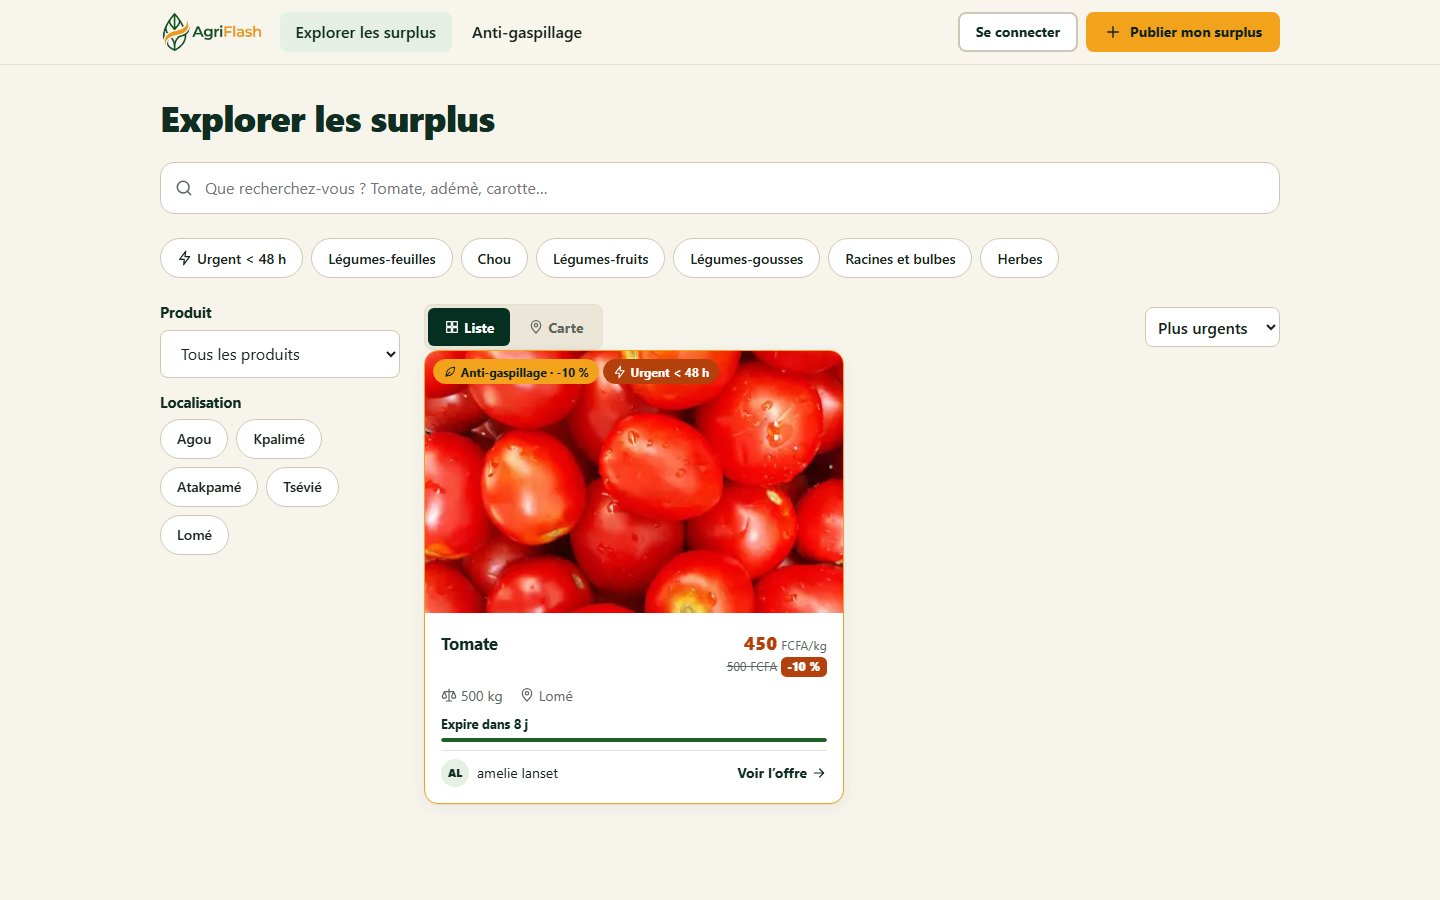 AgriFlash
Explorer les surplus
Anti-gaspillage
Se connecter
Publier mon surplus
Explorer les surplus
Que recherchez-vous ? Tomate, adémè, carotte...
Urgent < 48 h
Légumes-feuilles
Chou
Légumes-fruits
Légumes-gousses
Racines et bulbes
Herbes
Produit
Tous les produits
Localisation
Agou
Kpalimé
Atakpamé
Tsévié
Lomé
Liste
Carte
Plus urgents
Anti-gaspillage · -10 %
Urgent < 48 h
Tomate
450 FCFA/kg
500 FCFA -10 %
500 kg
Lomé
Expire dans 8 j
AL
amelie lanset
Voir l’offre